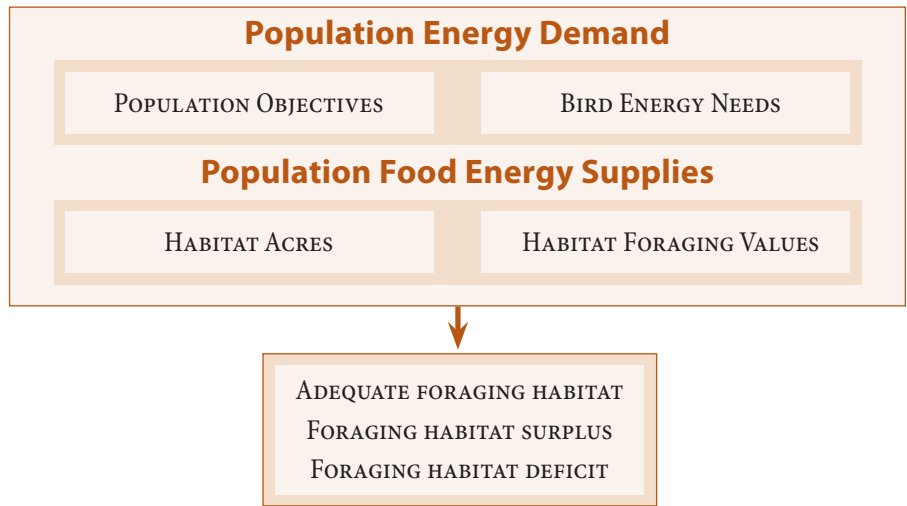 Population Energy Demand
Population Objectives
Bird Energy Needs
Population Food Energy Supplies
Habitat Acres
Habitat Foraging Values
Adequate foraging habitat
Foraging habitat surplus
Foraging habitat deficit